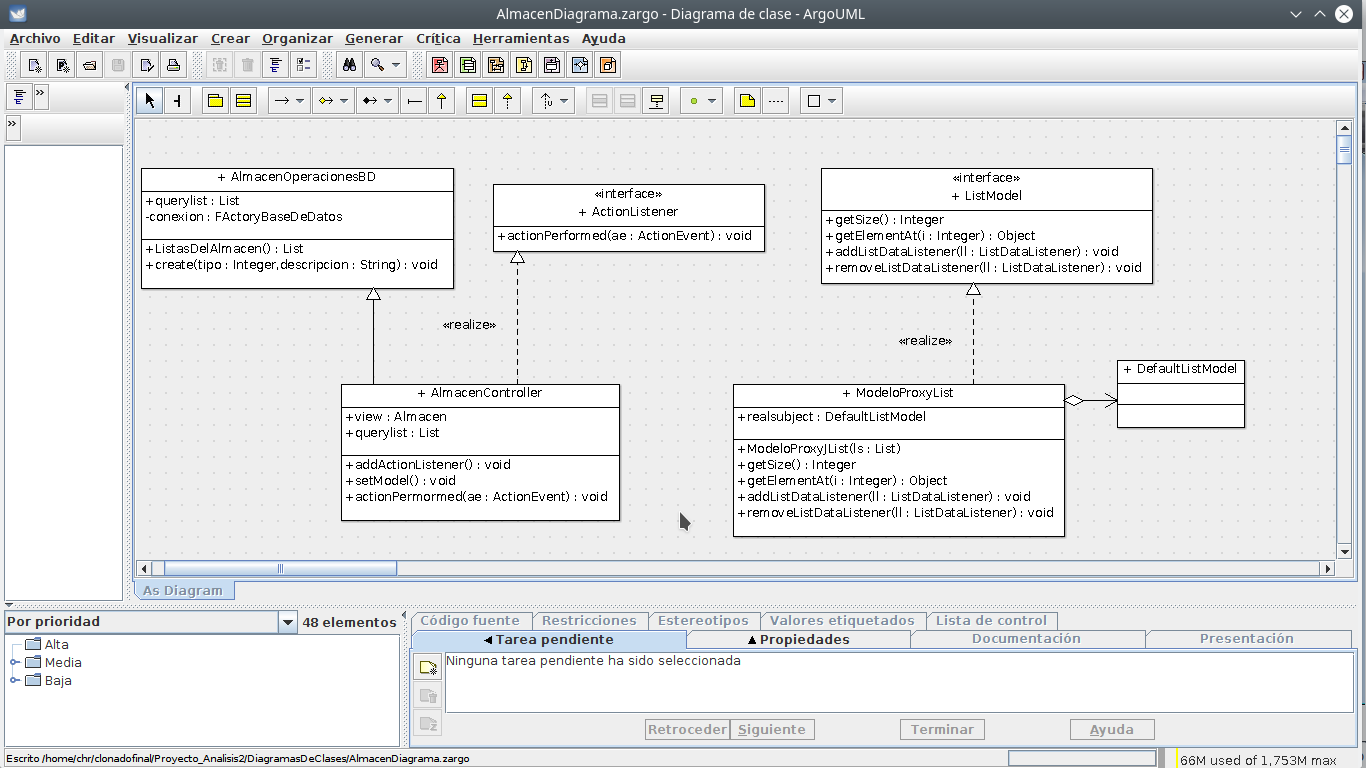 AlmacenDiagrama.zargo - Diagrama de clase - ArgoUML
Archivo Editar Visualizar Crear Organizar Generar Crítica Herramientas Ayuda
+ AlmacenOperacionesBD
+querylist : List
-conexion : FActoryBaseDeDatos
+ListasDelAlmacen() : List
+create(tipo : Integer,descripcion : String) : void
«interface»
+ ActionListener
+actionPerformed(ae : ActionEvent) : void
«interface»
+ ListModel
+getSize() : Integer
+getElementAt(i : Integer) : Object
+addListDataListener(ll : ListDataListener) : void
+removeListDataListener(ll : ListDataListener) : void
«realize»
«realize»
+ AlmacenController
+view : Almacen
+querylist : List
+addActionListener() : void
+setModel() : void
+actionPermormed(ae : ActionEvent) : void
+ ModeloProxyList
+realsubject : DefaultListModel
+ModeloProxyJList(ls : List)
+getSize() : Integer
+getElementAt(i : Integer) : Object
+addListDataListener(ll : ListDataListener) : void
+removeListDataListener(ll : ListDataListener) : void
+ DefaultListModel
As Diagram
Por prioridad
48 elementos
Alta
Media
Baja
Código fuente Restricciones Estereotipos Valores etiquetados Lista de control
Tarea pendiente Propiedades Documentación Presentación
Ninguna tarea pendiente ha sido seleccionada
Retroceder Siguiente Terminar Ayuda
Escrito /home/chr/clonadofinal/Proyecto_Analisis2/DiagramasDeClases/AlmacenDiagrama.zargo
66M used of 1,753M max